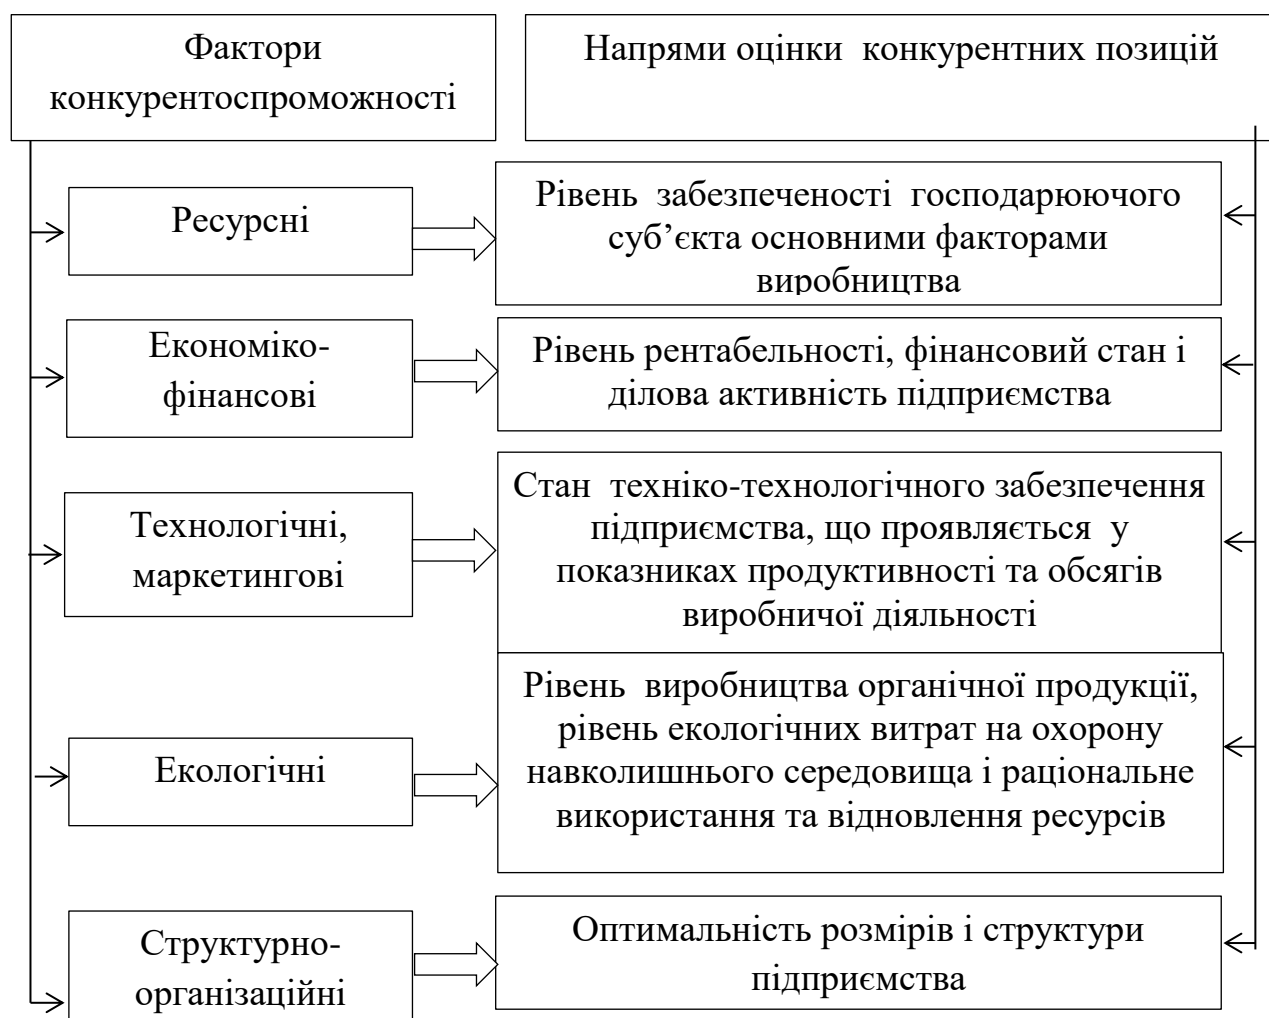 Фактори
конкурентоспроможності
Напрями оцінки конкурентних позицій
Ресурсні
Рівень забезпеченості господарюючого
суб’єкта основними факторами
виробництва
Економіко-
фінансові
Рівень рентабельності, фінансовий стан і
ділова активність підприємства
Технологічні,
маркетингові
Стан техніко-технологічного забезпечення
підприємства, що проявляється у
показниках продуктивності та обсягів
виробничої діяльності
Екологічні
Рівень виробництва органічної продукції,
рівень екологічних витрат на охорону
навколишнього середовища і раціональне
використання та відновлення ресурсів
Структурно-
організаційні
Оптимальність розмірів і структури
підприємства